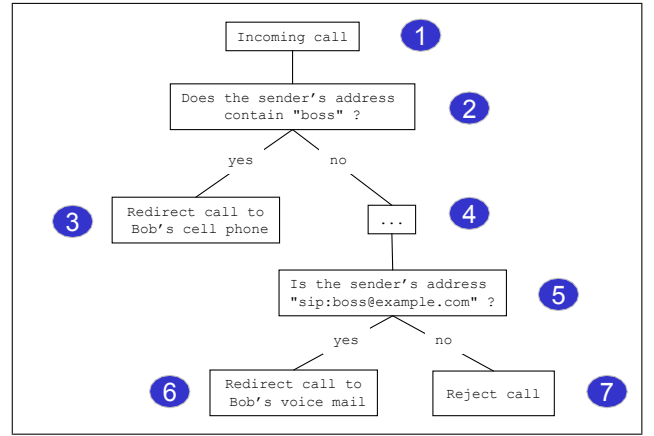 Incoming call
1
Does the sender's address
contain "boss" ?
2
yes
no
3
Redirect call to
Bob's cell phone
...
4
Is the sender's address
"sip:boss@example.com" ?
5
yes
no
6
Redirect call to
Bob's voice mail
Reject call
7